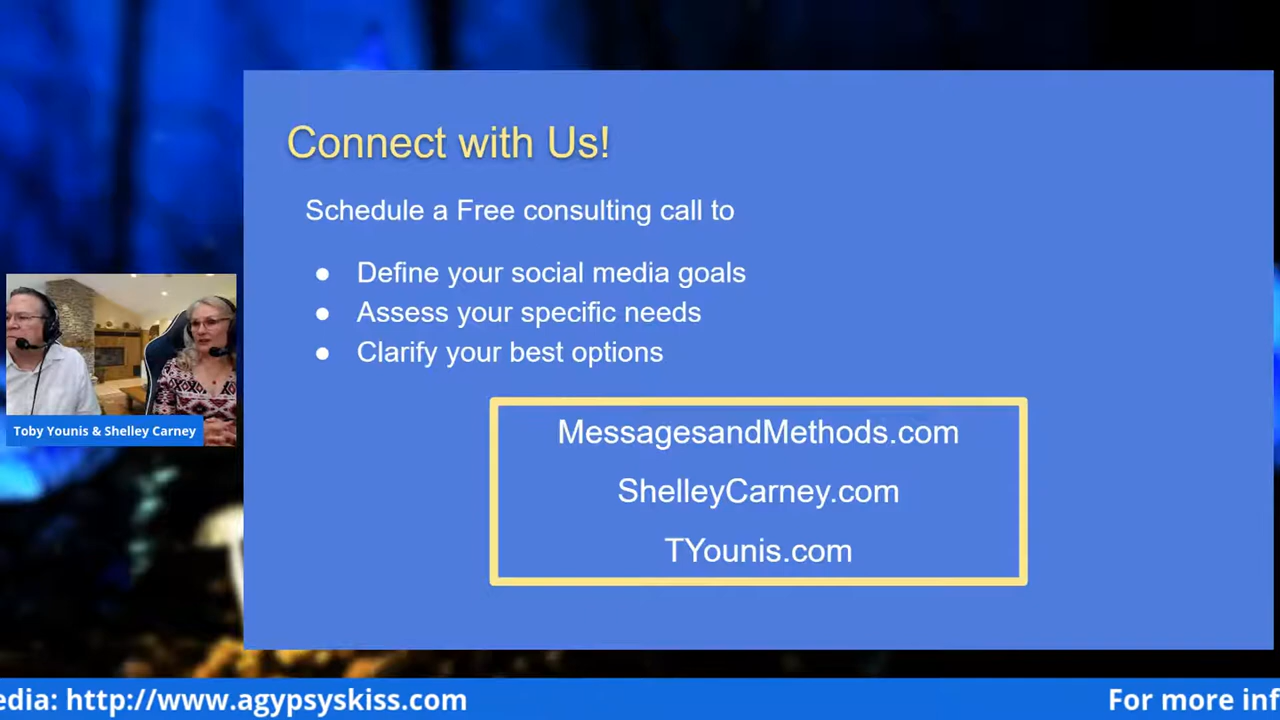 Connect with Us!
Schedule a Free consulting call to
● Define your social media goals
● Assess your specific needs
● Clarify your best options
MessagesandMethods.com
ShelleyCarney.com
TYounis.com
Toby Younis & Shelley Carney
edia: http://www.agypsyskiss.com
For more inf